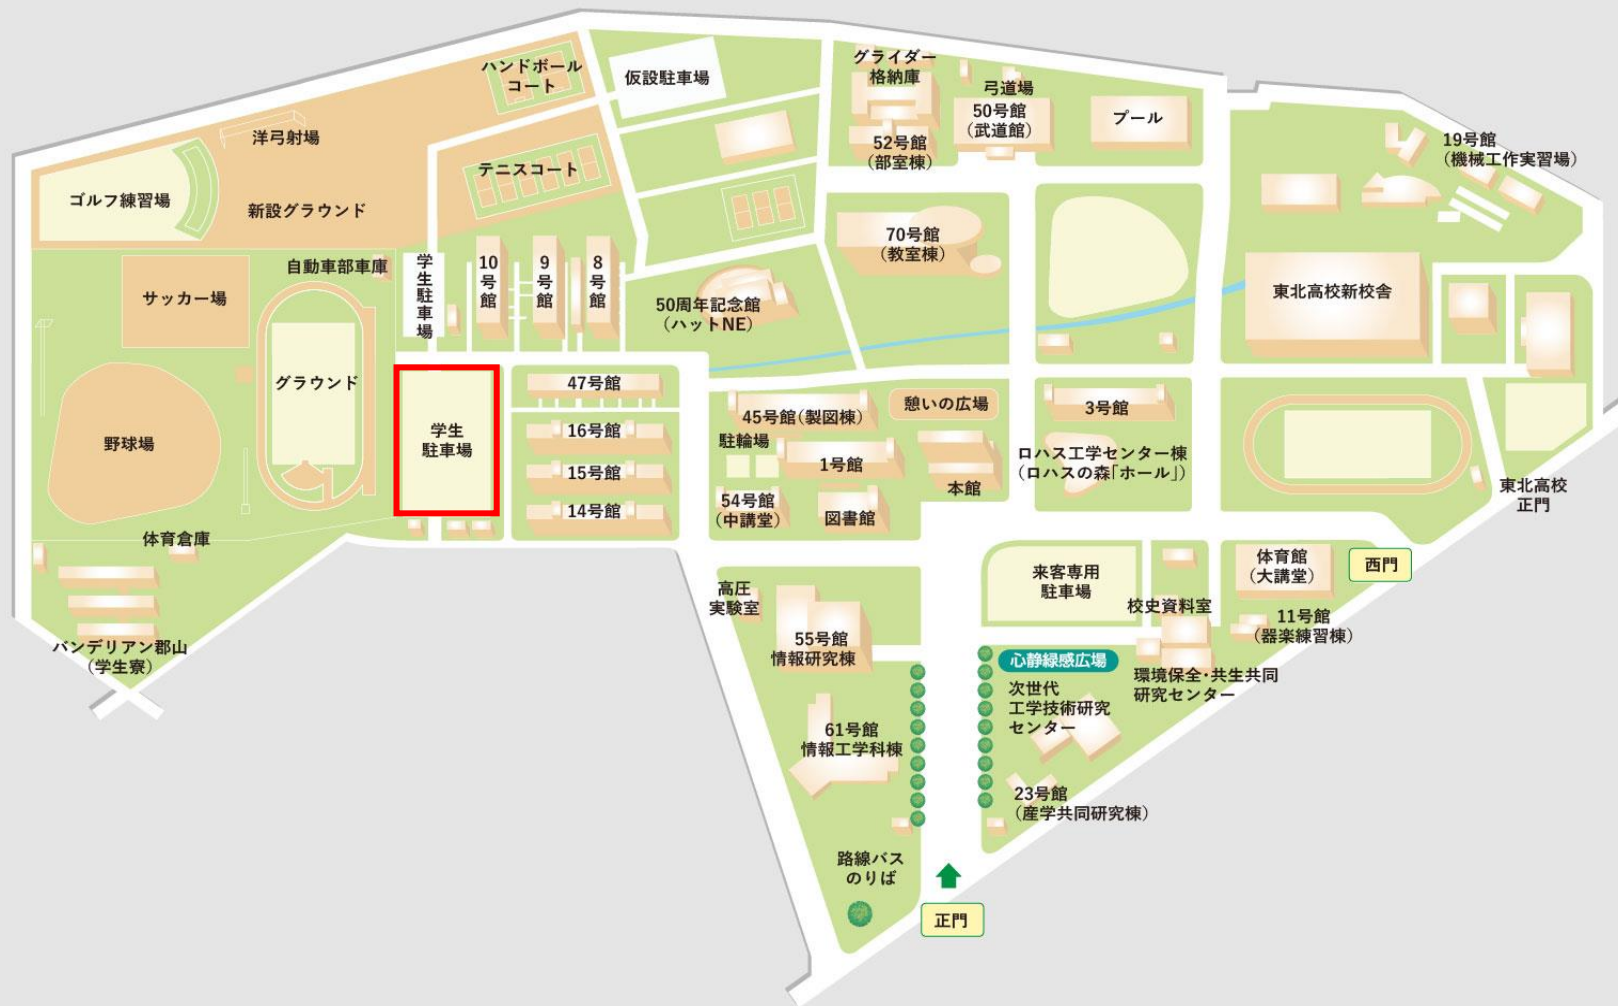 ハンドボール
コート
仮設駐車場
グライダー
格納庫
弓道場
50号館
(武道館)
プール
52号館
(部室棟)
19号館
(機械工作実習場)
洋弓射場
テニスコート
ゴルフ練習場
新設グラウンド
70号館
(教室棟)
自動車部車庫
学生駐車場
10号館
9号館
8号館
サッカー場
50周年記念館
(ハットNE)
東北高校新校舎
グラウンド
47号館
45号館(製図棟)
憩いの広場
3号館
野球場
学生
駐車場
16号館
駐輪場
1号館
ロハス工学センター棟
(ロハスの森「ホール」)
15号館
本館
14号館
54号館
(中講堂)
図書館
東北高校
正門
体育倉庫
来客専用
駐車場
体育館
(大講堂)
西門
高圧
実験室
校史資料室
11号館
(器楽練習棟)
バンデリアン郡山
(学生寮)
55号館
情報研究棟
心静緑感広場
環境保全・共生共同
研究センター
次世代
工学技術研究
センター
61号館
情報工学科棟
23号館
(産学共同研究棟)
路線バス
のりば
正門